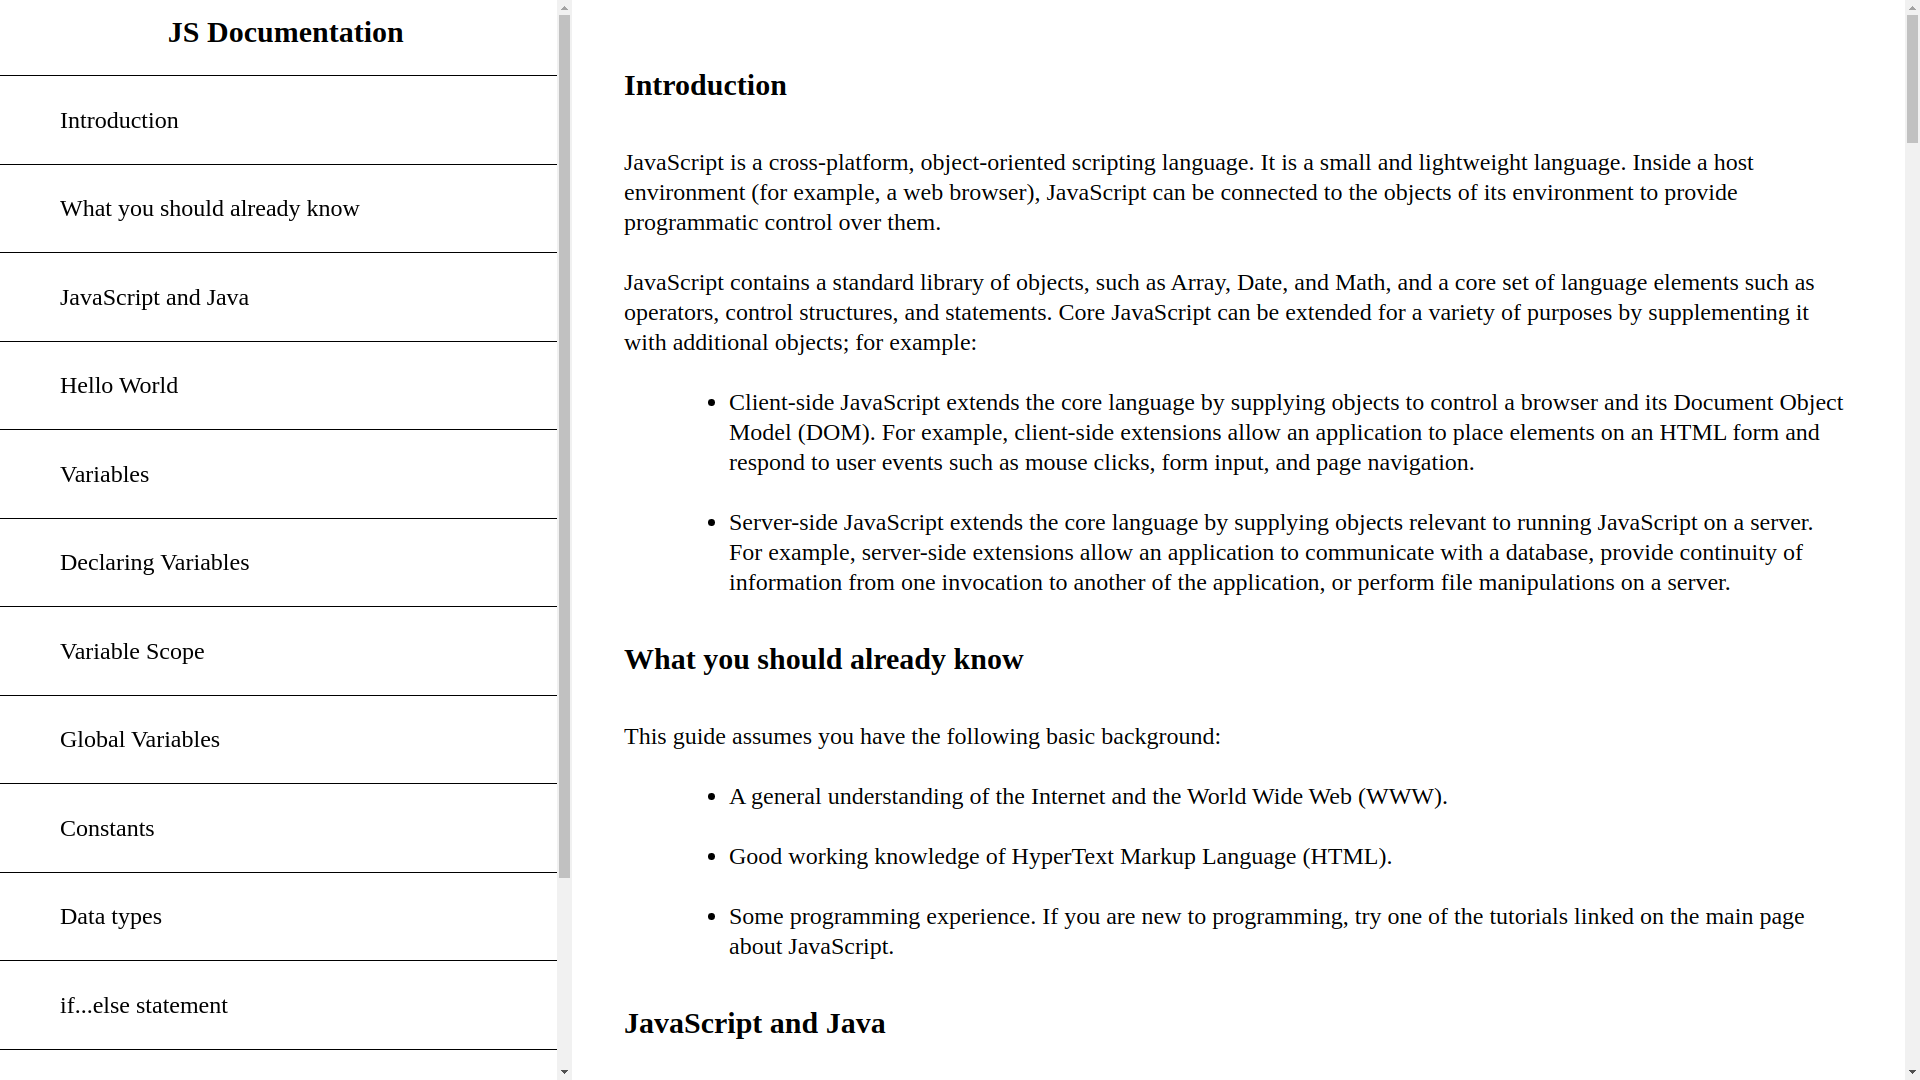 JS Documentation
Introduction
What you should already know
JavaScript and Java
Hello World
Variables
Declaring Variables
Variable Scope
Global Variables
Constants
Data types
if...else statement
Introduction
JavaScript is a cross-platform, object-oriented scripting language. It is a small and lightweight language. Inside a host
environment (for example, a web browser), JavaScript can be connected to the objects of its environment to provide
programmatic control over them.
JavaScript contains a standard library of objects, such as Array, Date, and Math, and a core set of language elements such as
operators, control structures, and statements. Core JavaScript can be extended for a variety of purposes by supplementing it
with additional objects; for example:
• Client-side JavaScript extends the core language by supplying objects to control a browser and its Document Object
Model (DOM). For example, client-side extensions allow an application to place elements on an HTML form and
respond to user events such as mouse clicks, form input, and page navigation.
• Server-side JavaScript extends the core language by supplying objects relevant to running JavaScript on a server.
For example, server-side extensions allow an application to communicate with a database, provide continuity of
information from one invocation to another of the application, or perform file manipulations on a server.
What you should already know
This guide assumes you have the following basic background:
• A general understanding of the Internet and the World Wide Web (WWW).
• Good working knowledge of HyperText Markup Language (HTML).
• Some programming experience. If you are new to programming, try one of the tutorials linked on the main page
about JavaScript.
JavaScript and Java